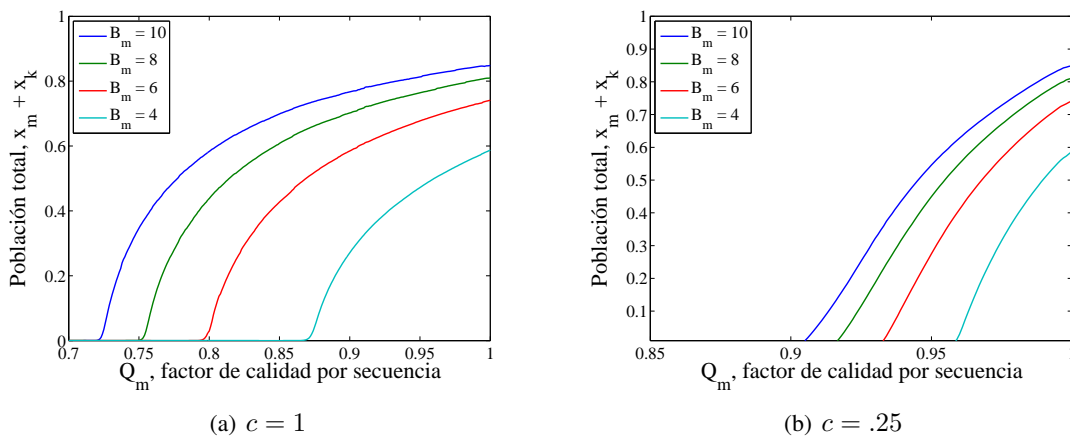 1
0.8
0.6
0.4
0.2
0
0.7
0.75
0.8
0.85
0.9
0.95
1
Población total, x_m + x_k
Q_m, factor de calidad por secuencia
B_m = 10
B_m = 8
B_m = 6
B_m = 4
(a) c = 1
1
0.9
0.8
0.7
0.6
0.5
0.4
0.3
0.2
0.1
0.85
0.9
0.95
1
Población total, x_m + x_k
Q_m, factor de calidad por secuencia
B_m = 10
B_m = 8
B_m = 6
B_m = 4
(b) c = .25